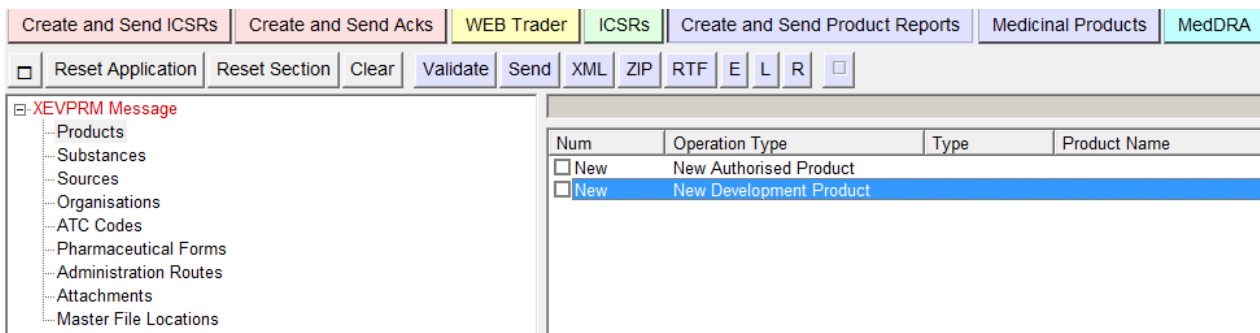 Create and Send ICSRs Create and Send Acks WEB Trader ICSRs Create and Send Product Reports Medicinal Products MedDRA
Reset Application Reset Section Clear Validate Send XML ZIP RTF E L R
XEVPRM Message
Products
Substances
Sources
Organisations
ATC Codes
Pharmaceutical Forms
Administration Routes
Attachments
Master File Locations
Num Operation Type Type Product Name
New New Authorised Product
New New Development Product